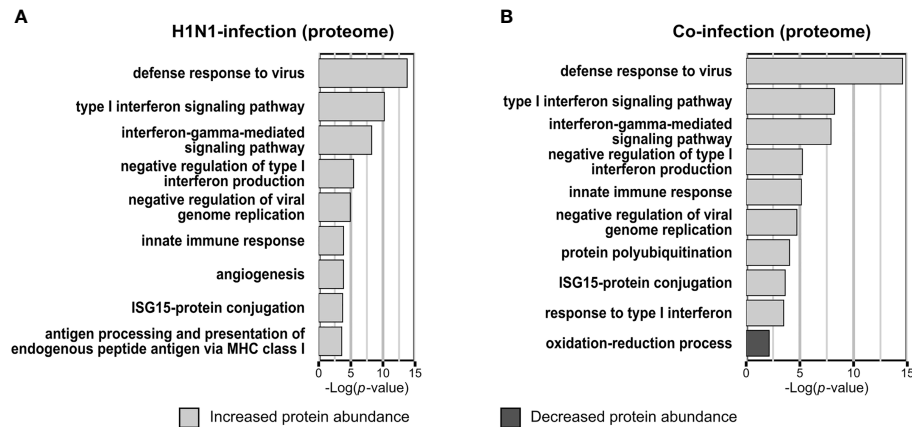 A
H1N1-infection (proteome)
defense response to virus
type I interferon signaling pathway
interferon-gamma-mediated
signaling pathway
negative regulation of type I
interferon production
negative regulation of viral
genome replication
innate immune response
angiogenesis
ISG15-protein conjugation
antigen processing and presentation of
endogenous peptide antigen via MHC class I
0 5 10 15
-Log(p-value)
B
Co-infection (proteome)
defense response to virus
type I interferon signaling pathway
interferon-gamma-mediated
signaling pathway
negative regulation of type I
interferon production
innate immune response
negative regulation of viral
genome replication
protein polyubiquitination
ISG15-protein conjugation
response to type I interferon
oxidation-reduction process
0 5 10 15
-Log(p-value)
Increased protein abundance
Decreased protein abundance